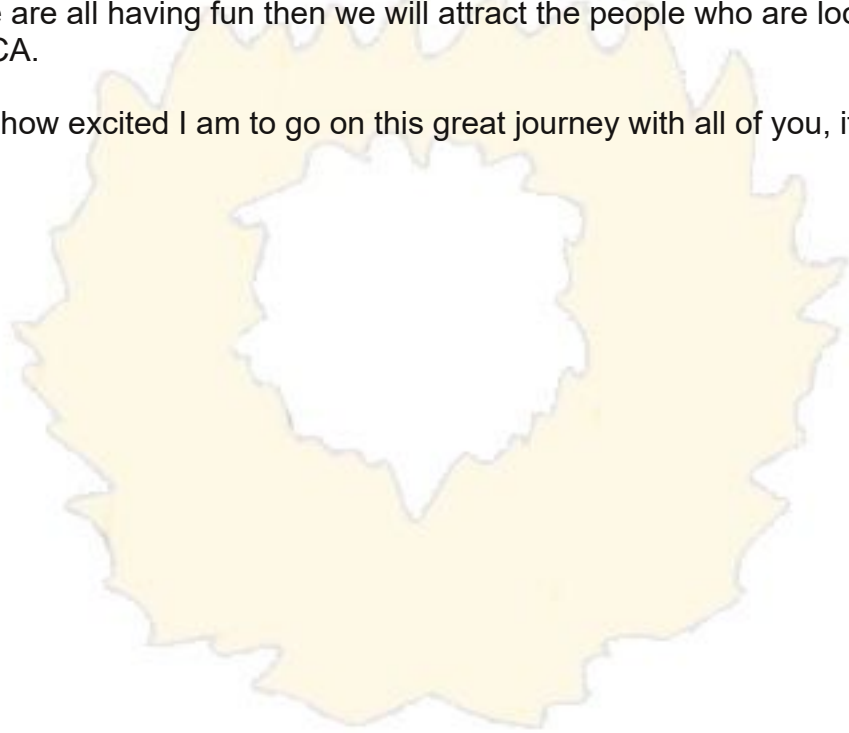 are all having fun then we will attract the people who are
CA.
how excited I am to go on this great journey with all of you,